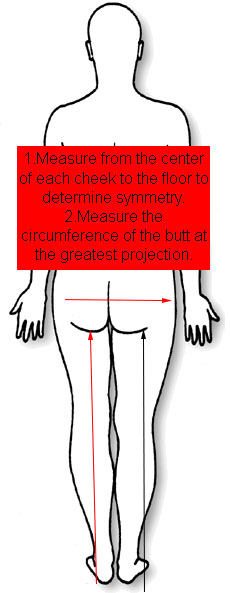 1.Measure from the center
of each cheek to the floor to
determine symmetry.
2 Measure the
circumference of the butt at
the greatest projection.